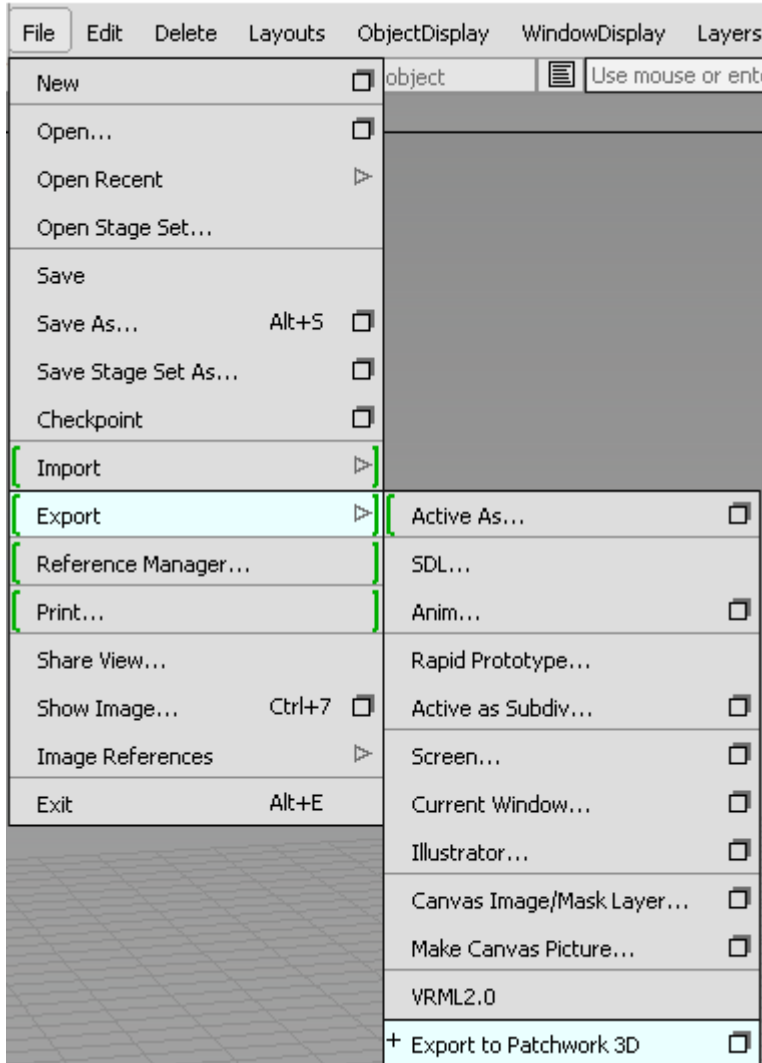 File Edit Delete Layouts ObjectDisplay WindowDisplay Layers
object Use mouse or ent
New
Open...
Open Recent
Open Stage Set...
Save
Save As... Alt+S
Save Stage Set As...
Checkpoint
Import
Export
Reference Manager...
Print...
Share View...
Show Image... Ctrl+7
Image References
Exit Alt+E
Active As...
SDL...
Anim...
Rapid Prototype...
Active as Subdiv...
Screen...
Current Window...
Illustrator...
Canvas Image/Mask Layer...
Make Canvas Picture...
VRML2.0
+ Export to Patchwork 3D